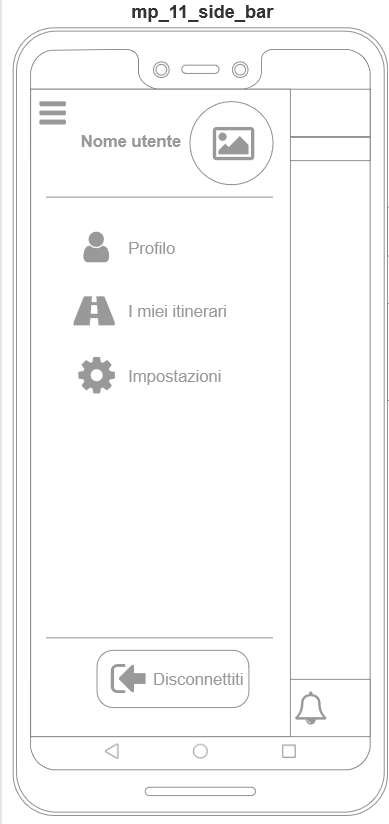 mp_11_side_bar
Nome utente
Profilo
I miei itinerari
Impostazioni
Disconnettiti